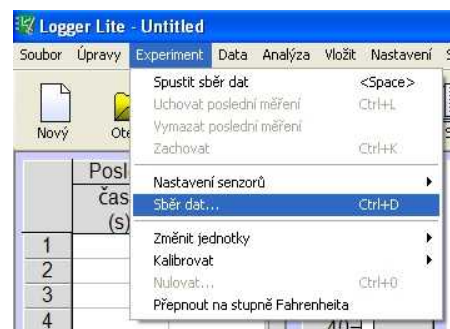 Logger Lite - Untitled
Soubor Úpravy Experiment Data Analýza Vložit Nastavení
Nový
Spustit sběr dat <Space>
Uchovat poslední měření Ctrl+L
Vymazat poslední měření
Zachovat Ctrl+K
Nastavení senzorů
Sběr dat... Ctrl+D
Změnit jednotky
Kalibrovat
Nulovat... Ctrl+0
Přepnout na stupně Fahrenheita
čas
(s)
1
2
3
4